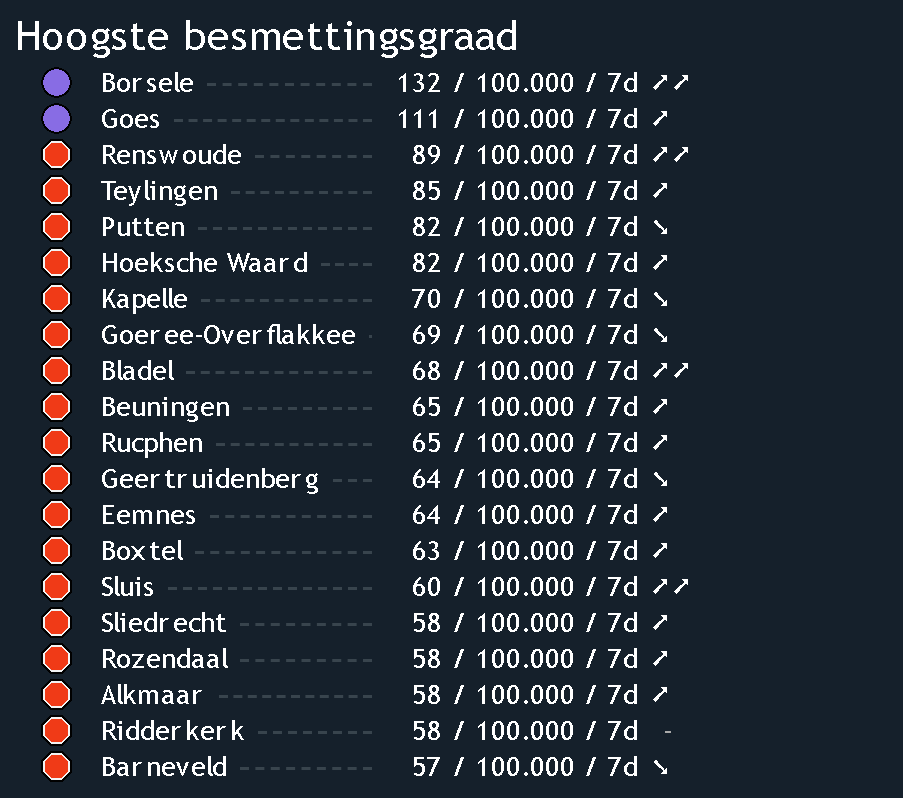 Hoogste besmettingsgraad
Borsele ----------- 132 / 100.000 / 7d ➚➚
Goes ------------- 111 / 100.000 / 7d ➚
Renswoude -------- 89 / 100.000 / 7d ➚➚
Teylingen --------- 85 / 100.000 / 7d ➚
Putten ------------ 82 / 100.000 / 7d ➘
Hoeksche Waard ---- 82 / 100.000 / 7d ➚
Kapelle ----------- 70 / 100.000 / 7d ➘
Goeree-Overflakkee - 69 / 100.000 / 7d ➘
Bladel ------------ 68 / 100.000 / 7d ➚➚
Beuningen --------- 65 / 100.000 / 7d ➚
Rucphen ----------- 65 / 100.000 / 7d ➚
Geertruidenberg --- 64 / 100.000 / 7d ➘
Eemnes ----------- 64 / 100.000 / 7d ➚
Boxtel ------------ 63 / 100.000 / 7d ➚
Sluis -------------- 60 / 100.000 / 7d ➚➚
Sliedrecht --------- 58 / 100.000 / 7d ➚
Rozendaal --------- 58 / 100.000 / 7d ➚
Alkmaar ----------- 58 / 100.000 / 7d ➚
Ridderkerk -------- 58 / 100.000 / 7d -
Barneveld --------- 57 / 100.000 / 7d ➘